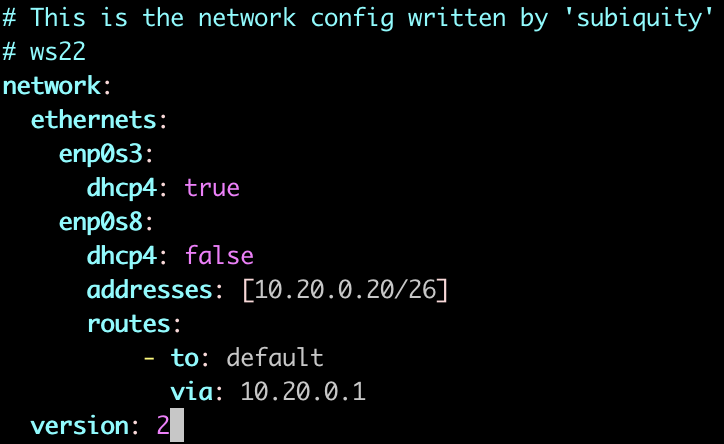 # This is the network config written by 'subiquity'
# ws22
network:
  ethernets:
    enp0s3:
      dhcp4: true
    enp0s8:
      dhcp4: false
      addresses: [10.20.0.20/26]
      routes:
          - to: default
            via: 10.20.0.1
  version: 2